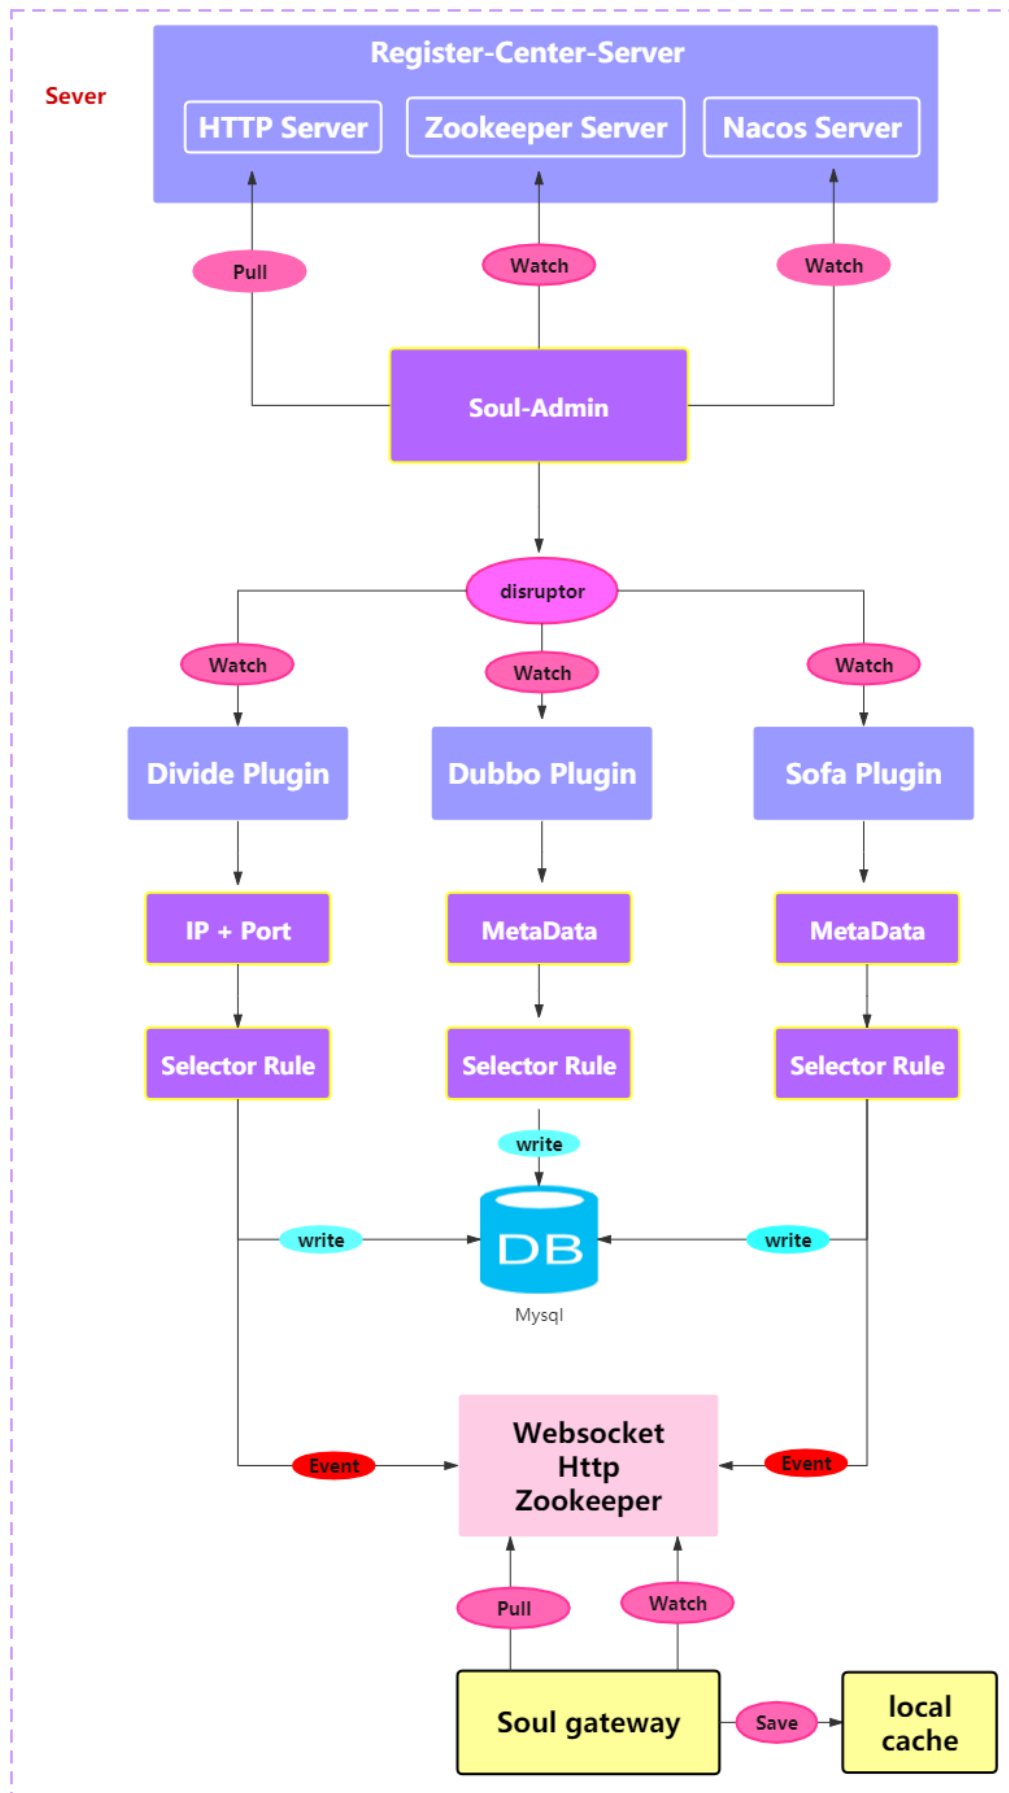 Register-Center-Server
Sever
HTTP Server
Zookeeper Server
Nacos Server
Pull
Watch
Watch
Soul-Admin
disruptor
Watch
Watch
Watch
Divide Plugin
Dubbo Plugin
Sofa Plugin
IP + Port
MetaData
MetaData
Selector Rule
Selector Rule
Selector Rule
write
write
write
DB
Mysql
Websocket
Http
Zookeeper
Event
Event
Pull
Watch
Soul gateway
Save
local
cache